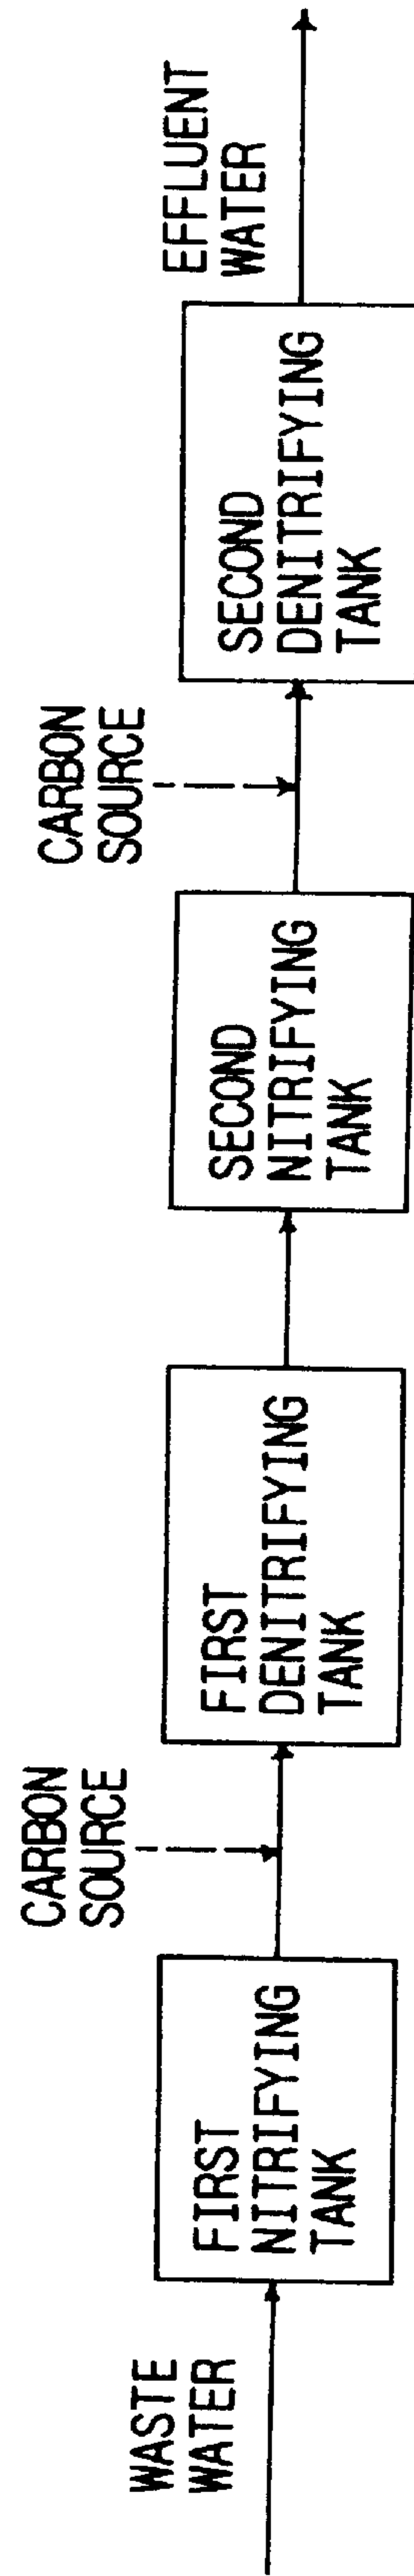 WASTE
WATER
FIRST
NITRIFYING
TANK
CARBON
SOURCE
FIRST
DENITRIFYING
TANK
SECOND
NITRIFYING
TANK
CARBON
SOURCE
SECOND
DENITRIFYING
TANK
EFFLUENT
WATER